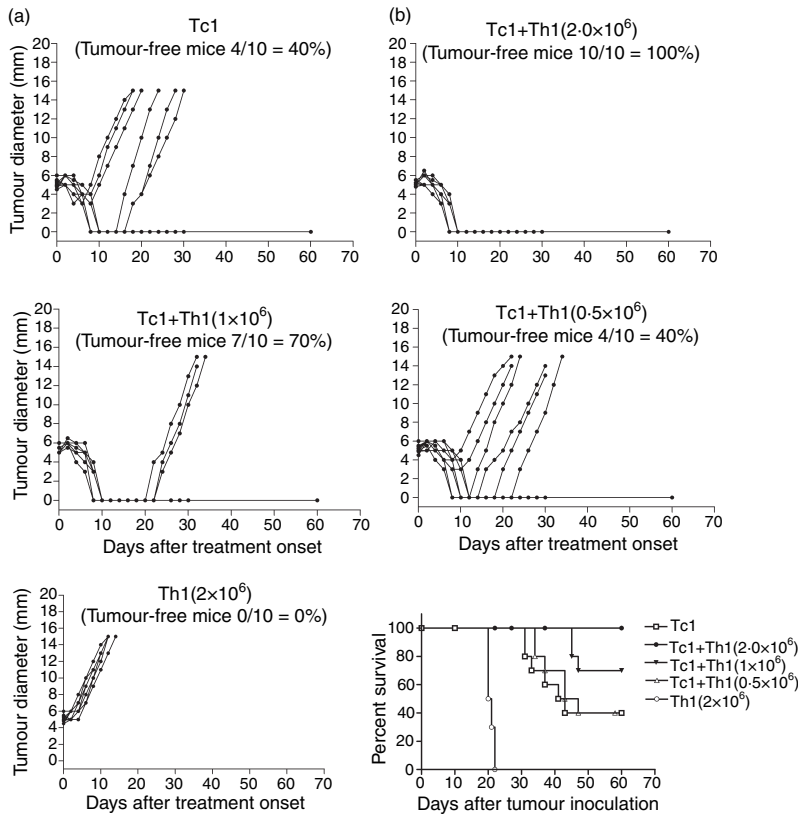 (a)
Tc1
(Tumour-free mice 4/10 = 40%)
Tumour diameter (mm)
20
18
16
14
12
10
8
6
4
2
0
0 10 20 30 40 50 60 70
(b)
Tc1+Th1(2·0×10⁶)
(Tumour-free mice 10/10 = 100%)
20
18
16
14
12
10
8
6
4
2
0
0 10 20 30 40 50 60 70
Tc1+Th1(1×10⁶)
(Tumour-free mice 7/10 = 70%)
Tumour diameter (mm)
20
18
16
14
12
10
8
6
4
2
0
0 10 20 30 40 50 60 70
Days after treatment onset
Tc1+Th1(0·5×10⁶)
(Tumour-free mice 4/10 = 40%)
20
18
16
14
12
10
8
6
4
2
0
0 10 20 30 40 50 60 70
Days after treatment onset
Th1(2×10⁶)
(Tumour-free mice 0/10 = 0%)
Tumour diameter (mm)
20
18
16
14
12
10
8
6
4
2
0
0 10 20 30 40 50 60 70
Days after treatment onset
Percent survival
100
80
60
40
20
0
0 10 20 30 40 50 60 70
Days after tumour inoculation
Tc1
Tc1+Th1(2·0×10⁶)
Tc1+Th1(1×10⁶)
Tc1+Th1(0·5×10⁶)
Th1(2×10⁶)